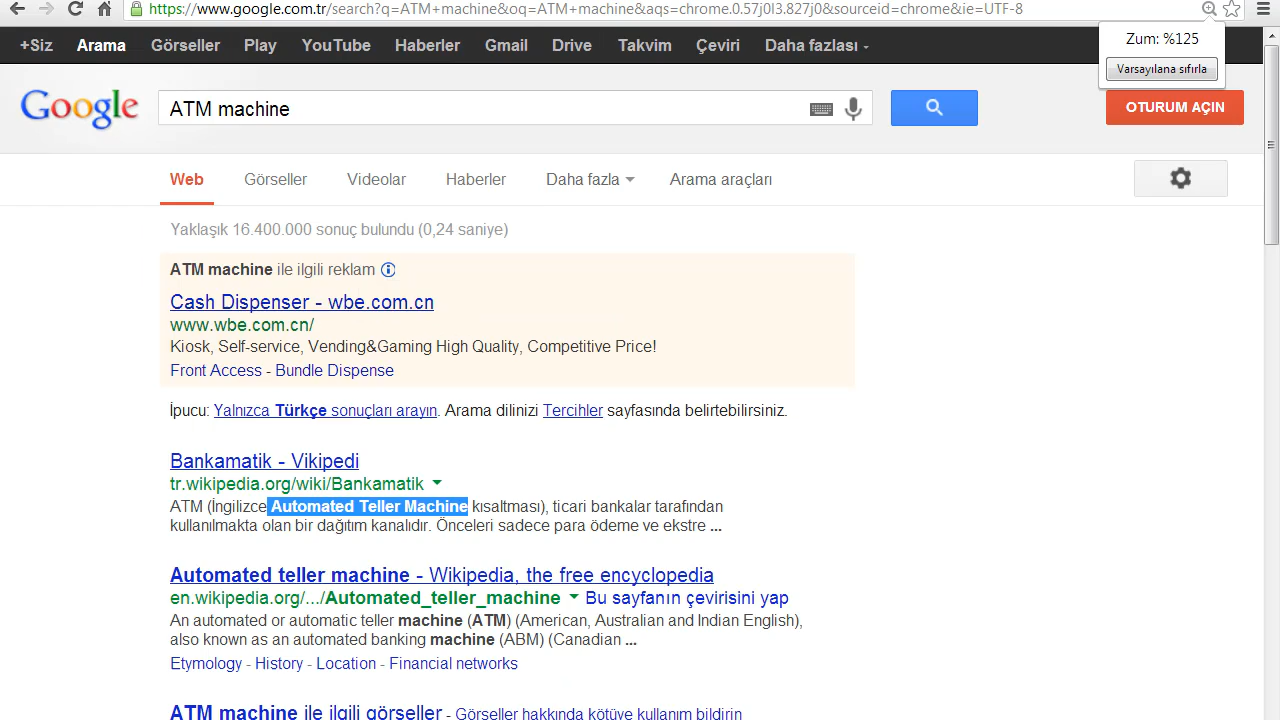 https://www.google.com.tr/search?q=ATM+machine&oq=ATM+machine&aqs=chrome.0.57j0l3.827j0&sourceid=chrome&ie=UTF-8
+Siz Arama Görseller Play YouTube Haberler Gmail Drive Takvim Çeviri Daha fazlası
Zum: %125
Varsayılana sıfırla
Google ATM machine OTURUM AÇIN
Web Görseller Videolar Haberler Daha fazla Arama araçları
Yaklaşık 16.400.000 sonuç bulundu (0,24 saniye)
ATM machine ile ilgili reklam
Cash Dispenser - wbe.com.cn
www.wbe.com.cn/
Kiosk, Self-service, Vending&Gaming High Quality, Competitive Price!
Front Access - Bundle Dispense
İpucu: Yalnızca Türkçe sonuçları arayın. Arama dilinizi Tercihler sayfasında belirtebilirsiniz.
Bankamatik - Vikipedi
tr.wikipedia.org/wiki/Bankamatik
ATM (İngilizce Automated Teller Machine kısaltması), ticari bankalar tarafından
kullanılmakta olan bir dağıtım kanalıdır. Önceleri sadece para ödeme ve ekstre ...
Automated teller machine - Wikipedia, the free encyclopedia
en.wikipedia.org/.../Automated_teller_machine Bu sayfanın çevirisini yap
An automated or automatic teller machine (ATM) (American, Australian and Indian English),
also known as an automated banking machine (ABM) (Canadian ...
Etymology - History - Location - Financial networks
ATM machine ile ilgili görseller - Görseller hakkında kötüye kullanım bildirin